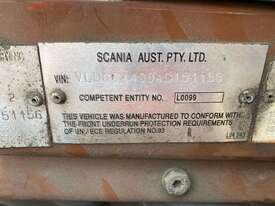 SCANIA AUST. PTY. LTD.
VIN:
COMPETENT ENTITY NO. L0099
THIS VEHICLE WAS MANUFACTURED TO COMFORM WITH
THE FRONT UNDERRUN PROTECTION REQUIREMENTS
OF UN / ECE REGULATION NO.93